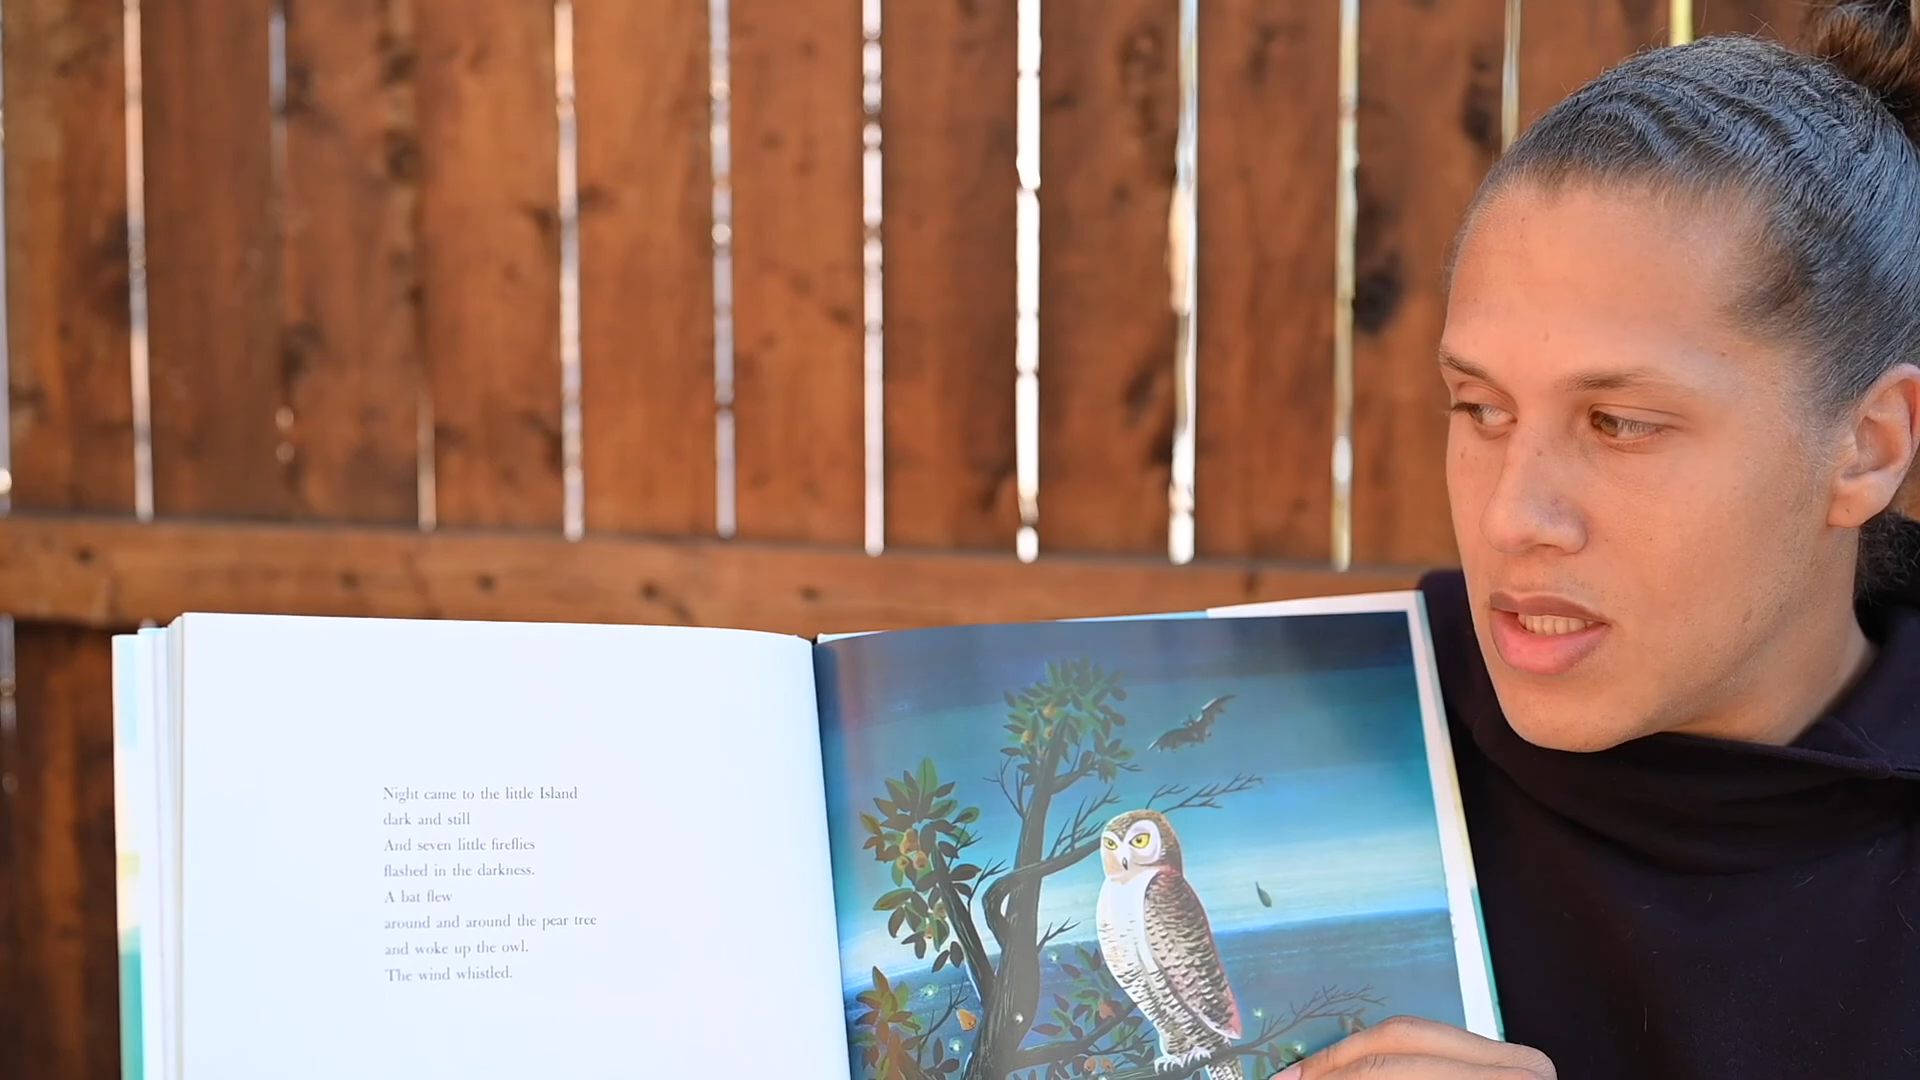 Night came to the little Island
dark and still
And seven little fireflies
flashed in the darkness.
A bat flew
around and around the pear tree
and woke up the owl.
The wind whistled.